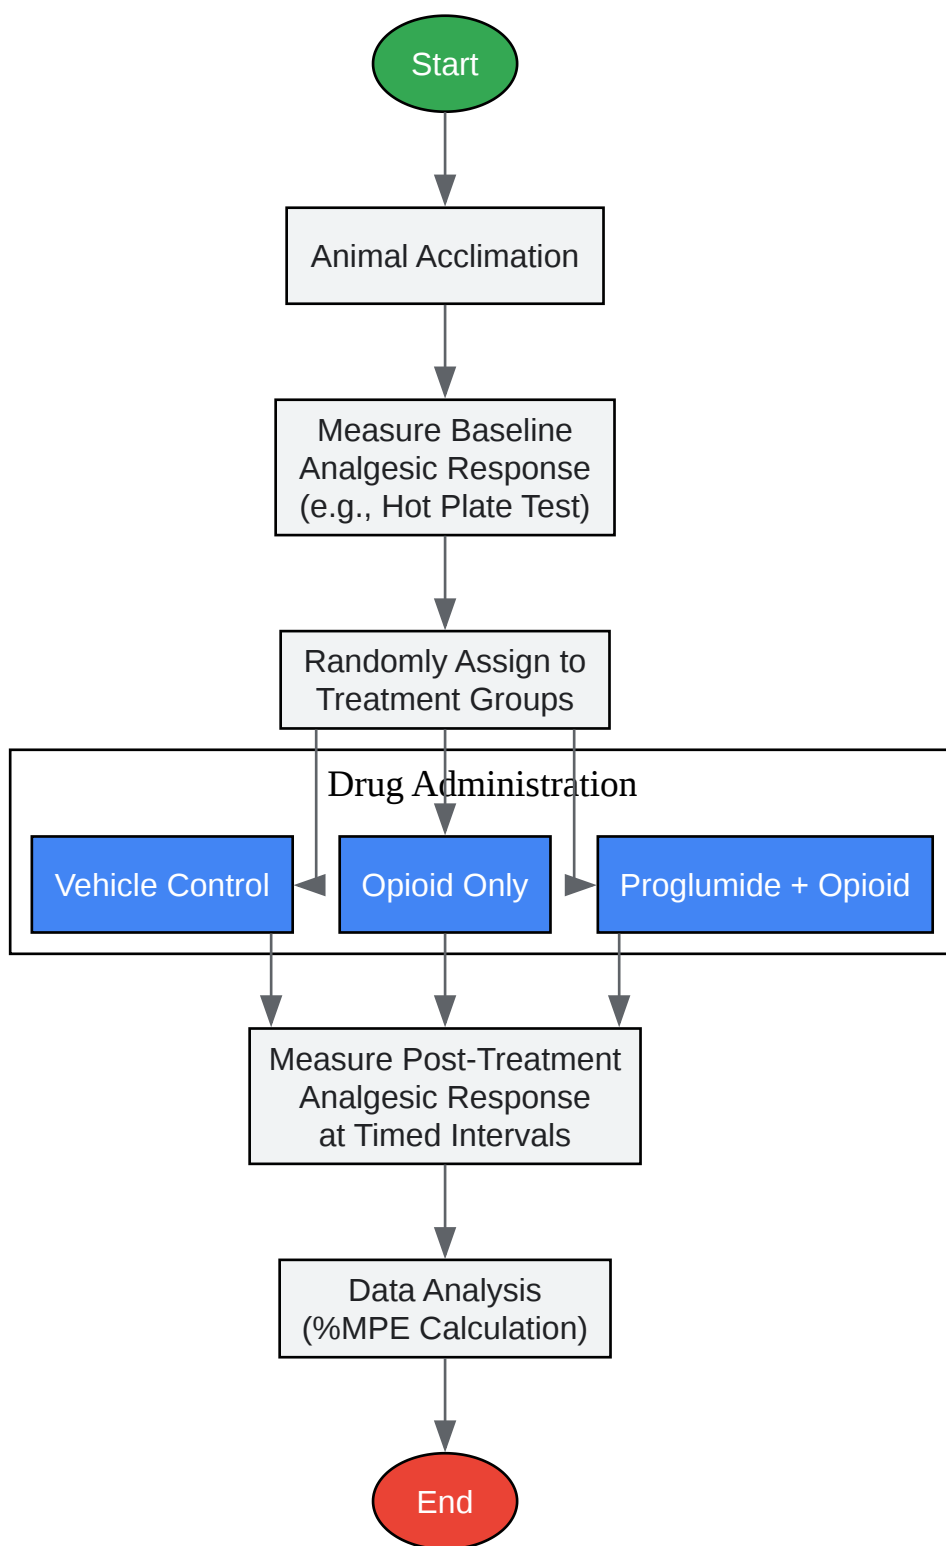 Start
Animal Acclimation
Measure Baseline
Analgesic Response
(e.g., Hot Plate Test)
Randomly Assign to
Treatment Groups
Drug Administration
Vehicle Control
Opioid Only
Proglumide + Opioid
Measure Post-Treatment
Analgesic Response
at Timed Intervals
Data Analysis
(%MPE Calculation)
End